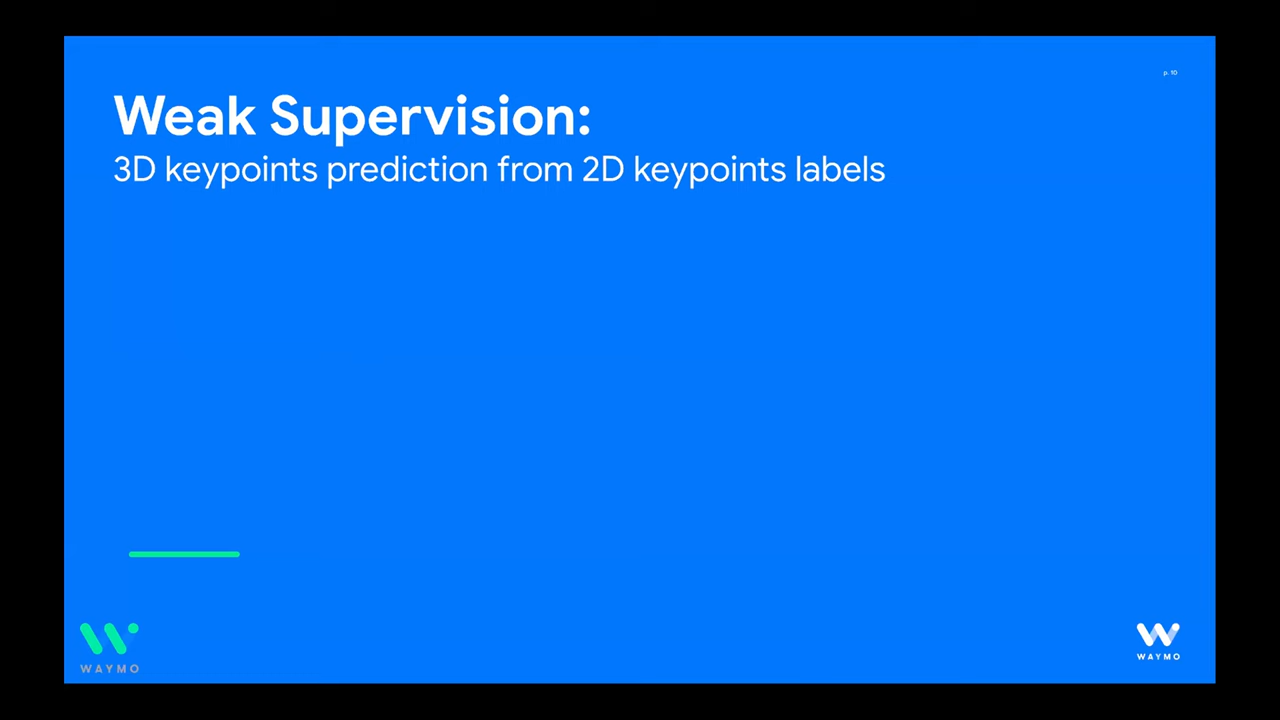 p. 10
Weak Supervision:
3D keypoints prediction from 2D keypoints labels
WAYMO
WAYMO